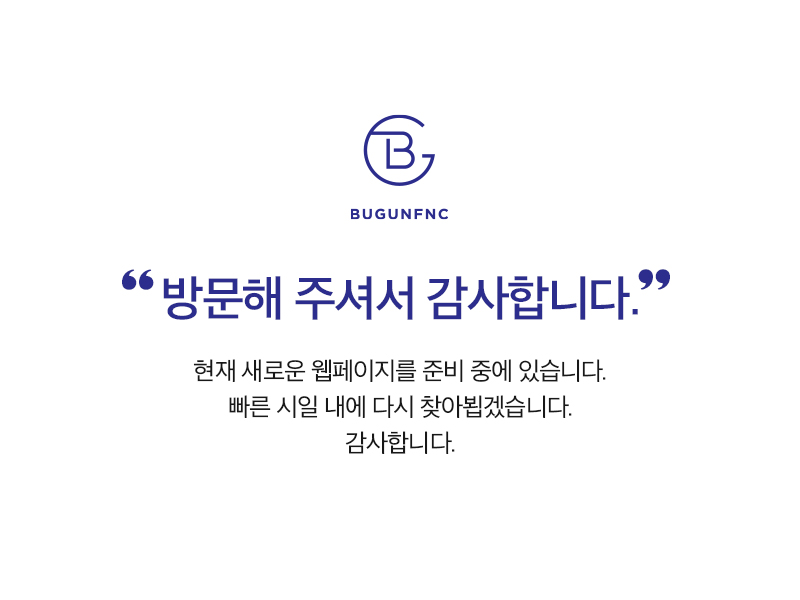 BUGUNFNC
“방문해 주셔서 감사합니다.”
현재 새로운 웹페이지를 준비 중에 있습니다.
빠른 시일 내에 다시 찾아뵙겠습니다.
감사합니다.